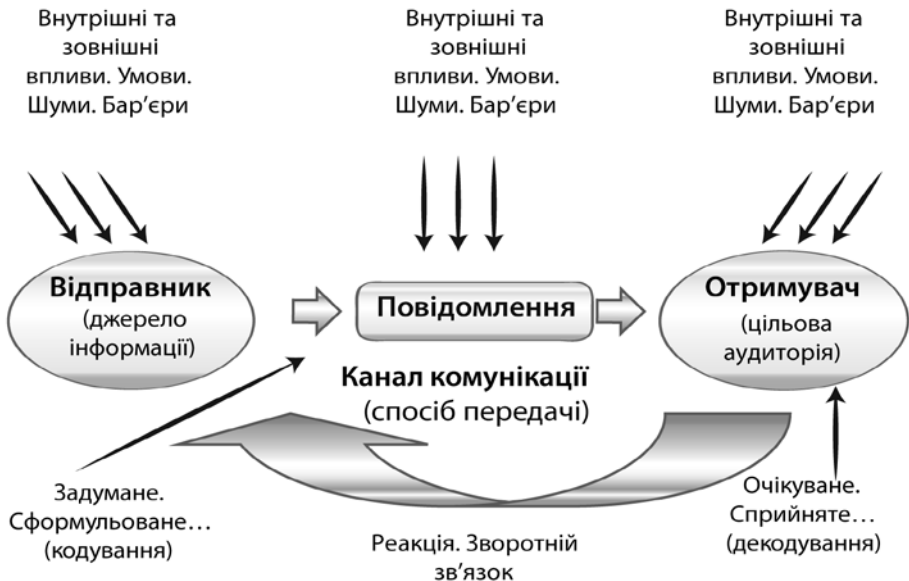 Внутрішні та
зовнішні
впливи. Умови.
Шуми. Бар’єри
Внутрішні та
зовнішні
впливи. Умови.
Шуми. Бар’єри
Внутрішні та
зовнішні
впливи. Умови.
Шуми. Бар’єри
Відправник
(джерело
інформації)
Повідомлення
Отримувач
(цільова
аудиторія)
Канал комунікації
(спосіб передачі)
Задумане.
Сформульоване…
(кодування)
Реакція. Зворотній
зв’язок
Очікуване.
Сприйняте…
(декодування)